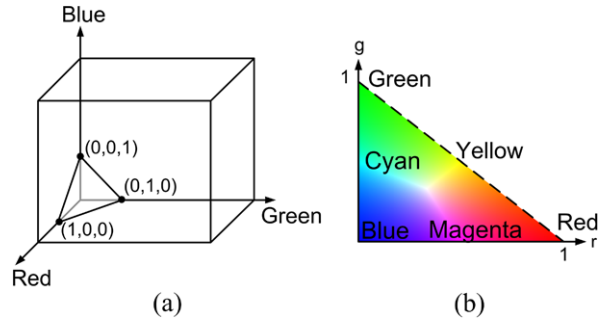 Blue
(0,0,1)
(0,1,0)
Green
(1,0,0)
Red
(a)
g
1
Green
Yellow
Cyan
Blue
Magenta
Red
r
1
(b)